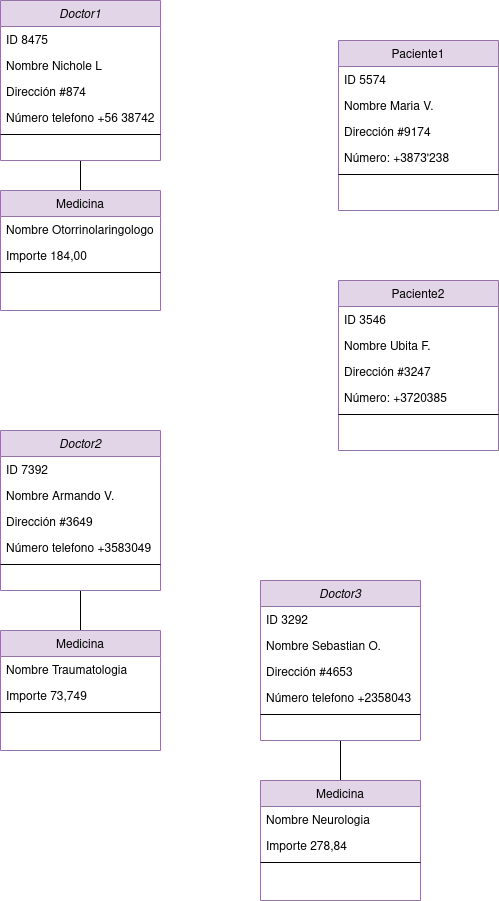 Doctor1
ID 8475
Nombre Nichole L
Dirección #874
Número telefono +56 38742
Medicina
Nombre Otorrinolaringologo
Importe 184,00
Paciente1
ID 5574
Nombre Maria V.
Dirección #9174
Número: +3873'238
Paciente2
ID 3546
Nombre Ubita F.
Dirección #3247
Número: +3720385
Doctor2
ID 7392
Nombre Armando V.
Dirección #3649
Número telefono +3583049
Medicina
Nombre Traumatologia
Importe 73,749
Doctor3
ID 3292
Nombre Sebastian O.
Dirección #4653
Número telefono +2358043
Medicina
Nombre Neurologia
Importe 278,84